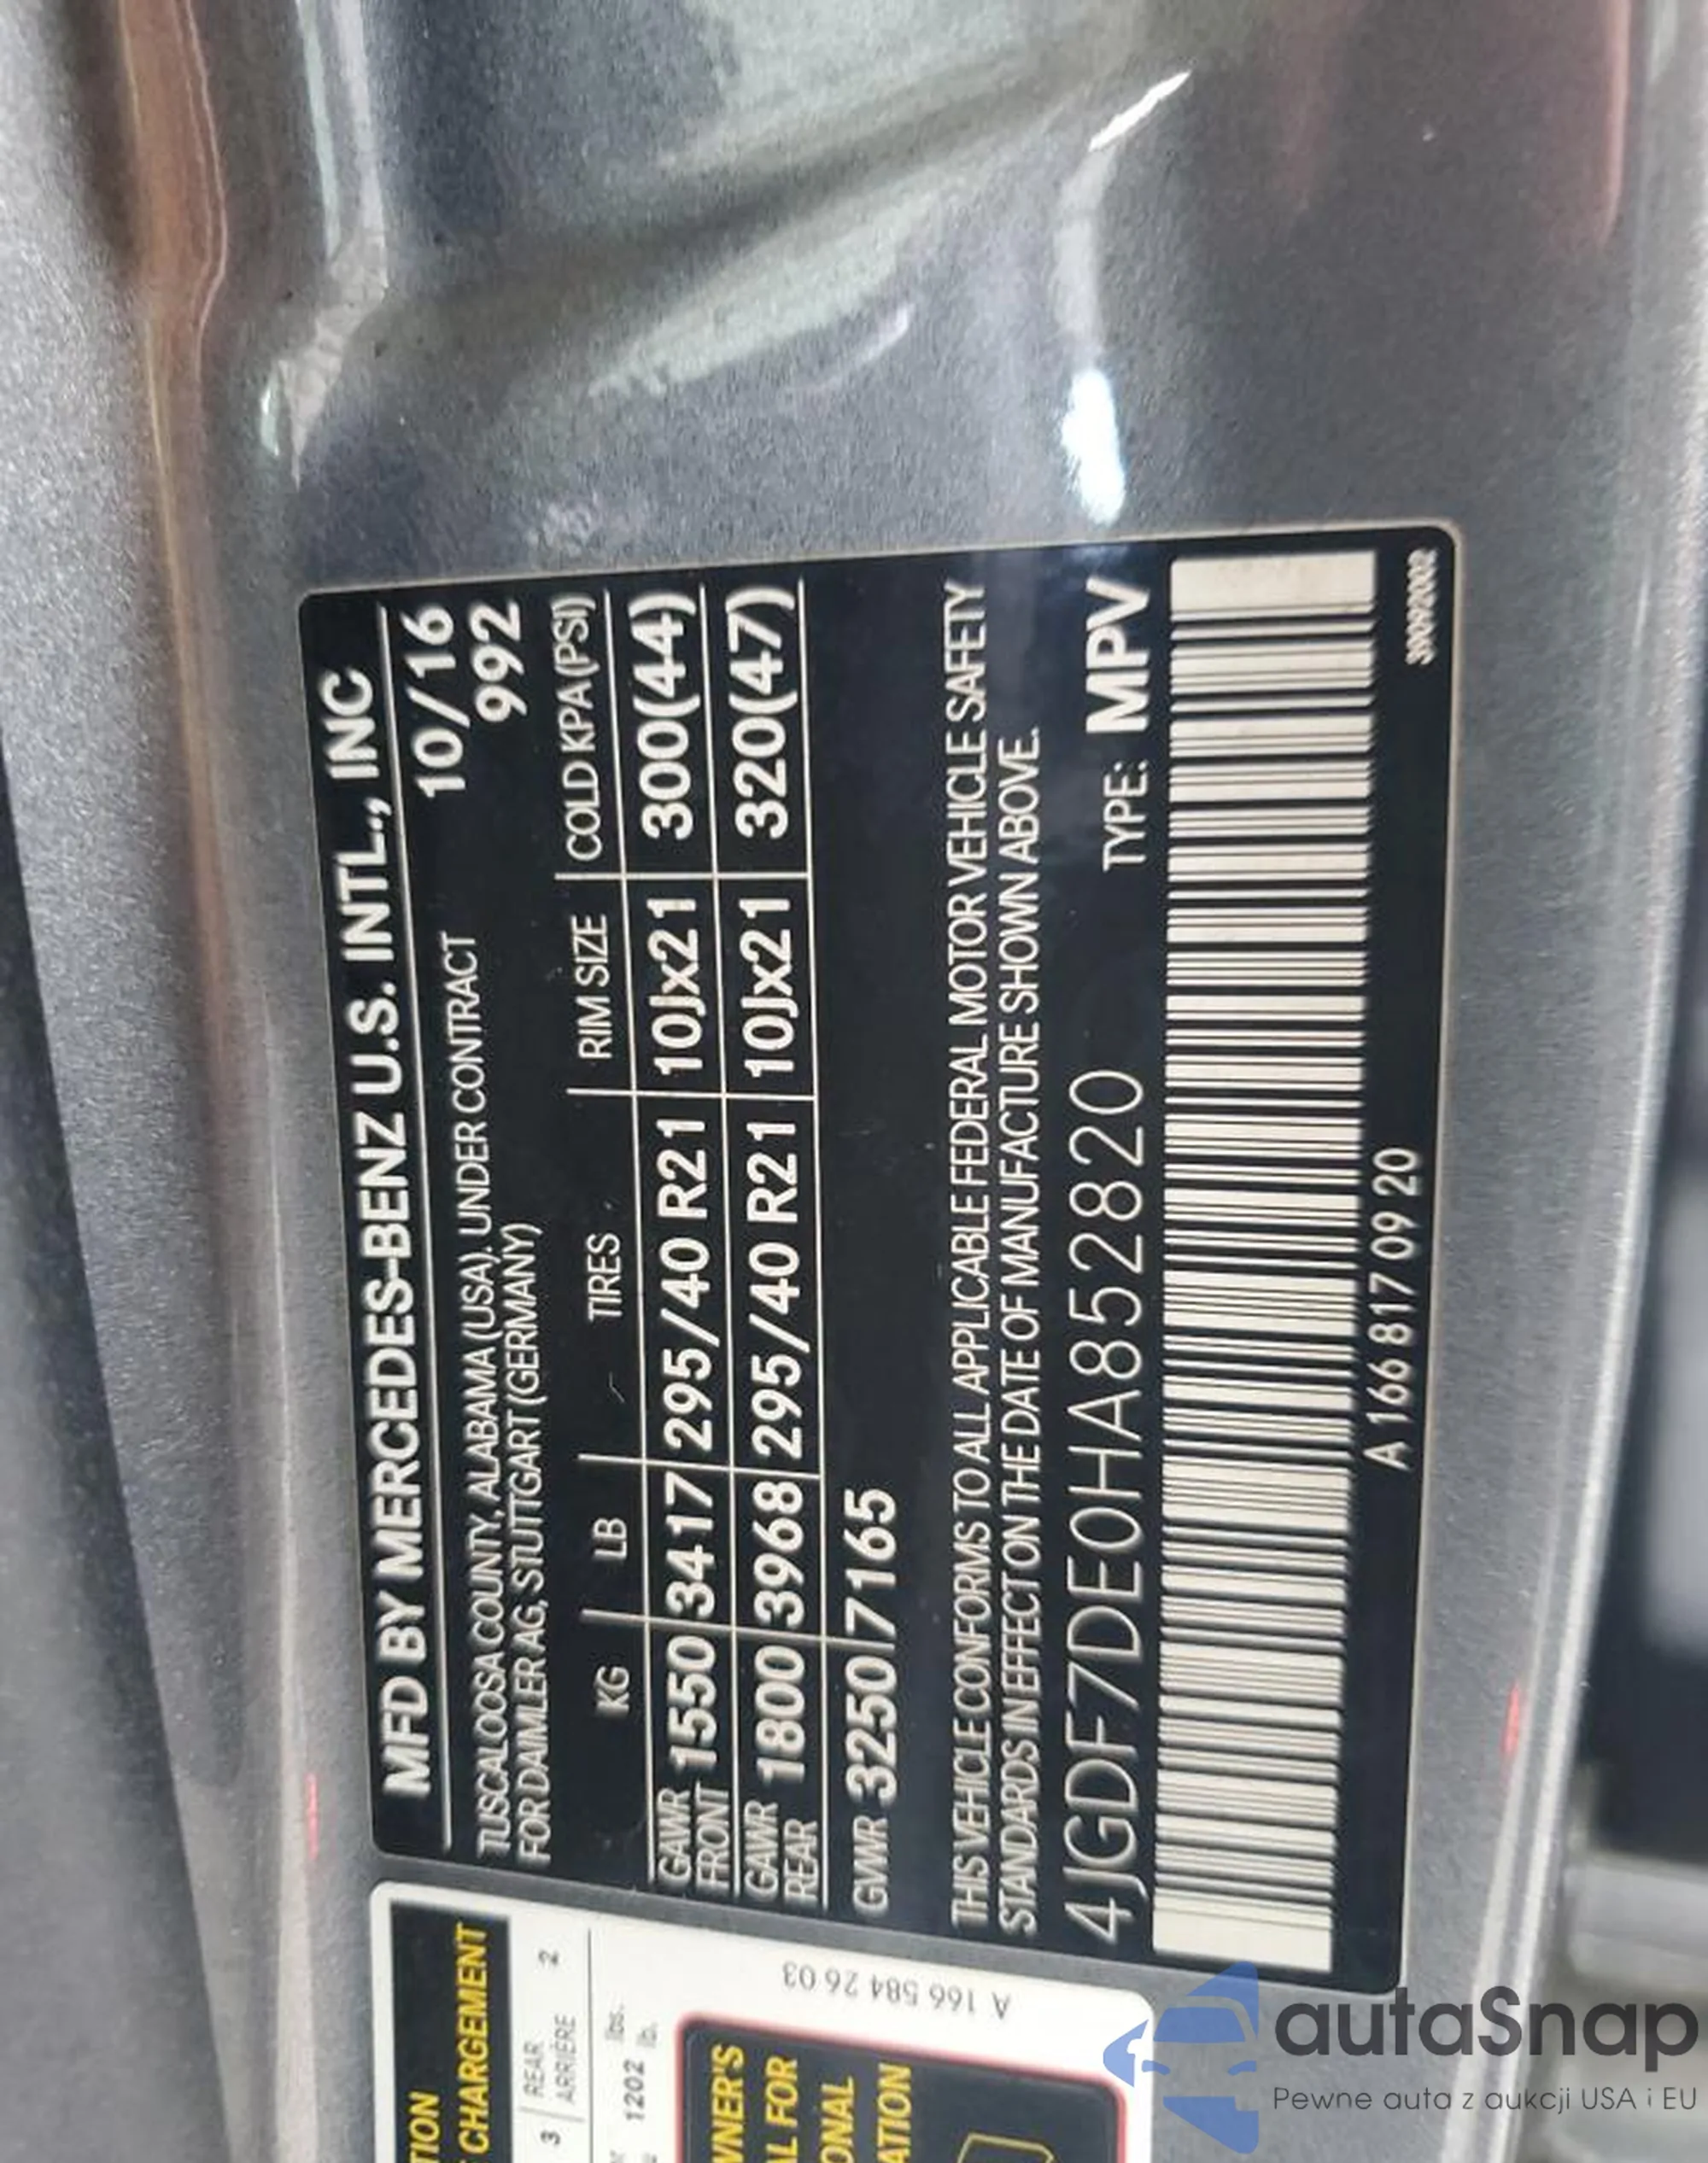 MFD BY MERCEDES-BENZ U.S. INTL., INC
TUSCALOOSA COUNTY, ALABAMA (USA). UNDER CONTRACT 10/16
FOR DAIMLER AG, STUTTGART (GERMANY) 992
KG LB TIRES RIM SIZE COLD KPA (PSI)
GAWR FRONT 1550 3417 295/40 R21 10Jx21 300(44)
GAWR REAR 1800 3968 295/40 R21 10Jx21 320(47)
GVWR 3250 7165
THIS VEHICLE CONFORMS TO ALL APPLICABLE FEDERAL MOTOR VEHICLE SAFETY
STANDARDS IN EFFECT ON THE DATE OF MANUFACTURE SHOWN ABOVE.
4JGDF7DE0HA852820 TYPE: MPV
A 166 817 09 20
39092002
CHARGEMENT
3 REAR 2
ARRIÈRE
1202 lbs.
lb.
A 166 584 26 03
autaSnap
Pewne auta z aukcji USA i EU